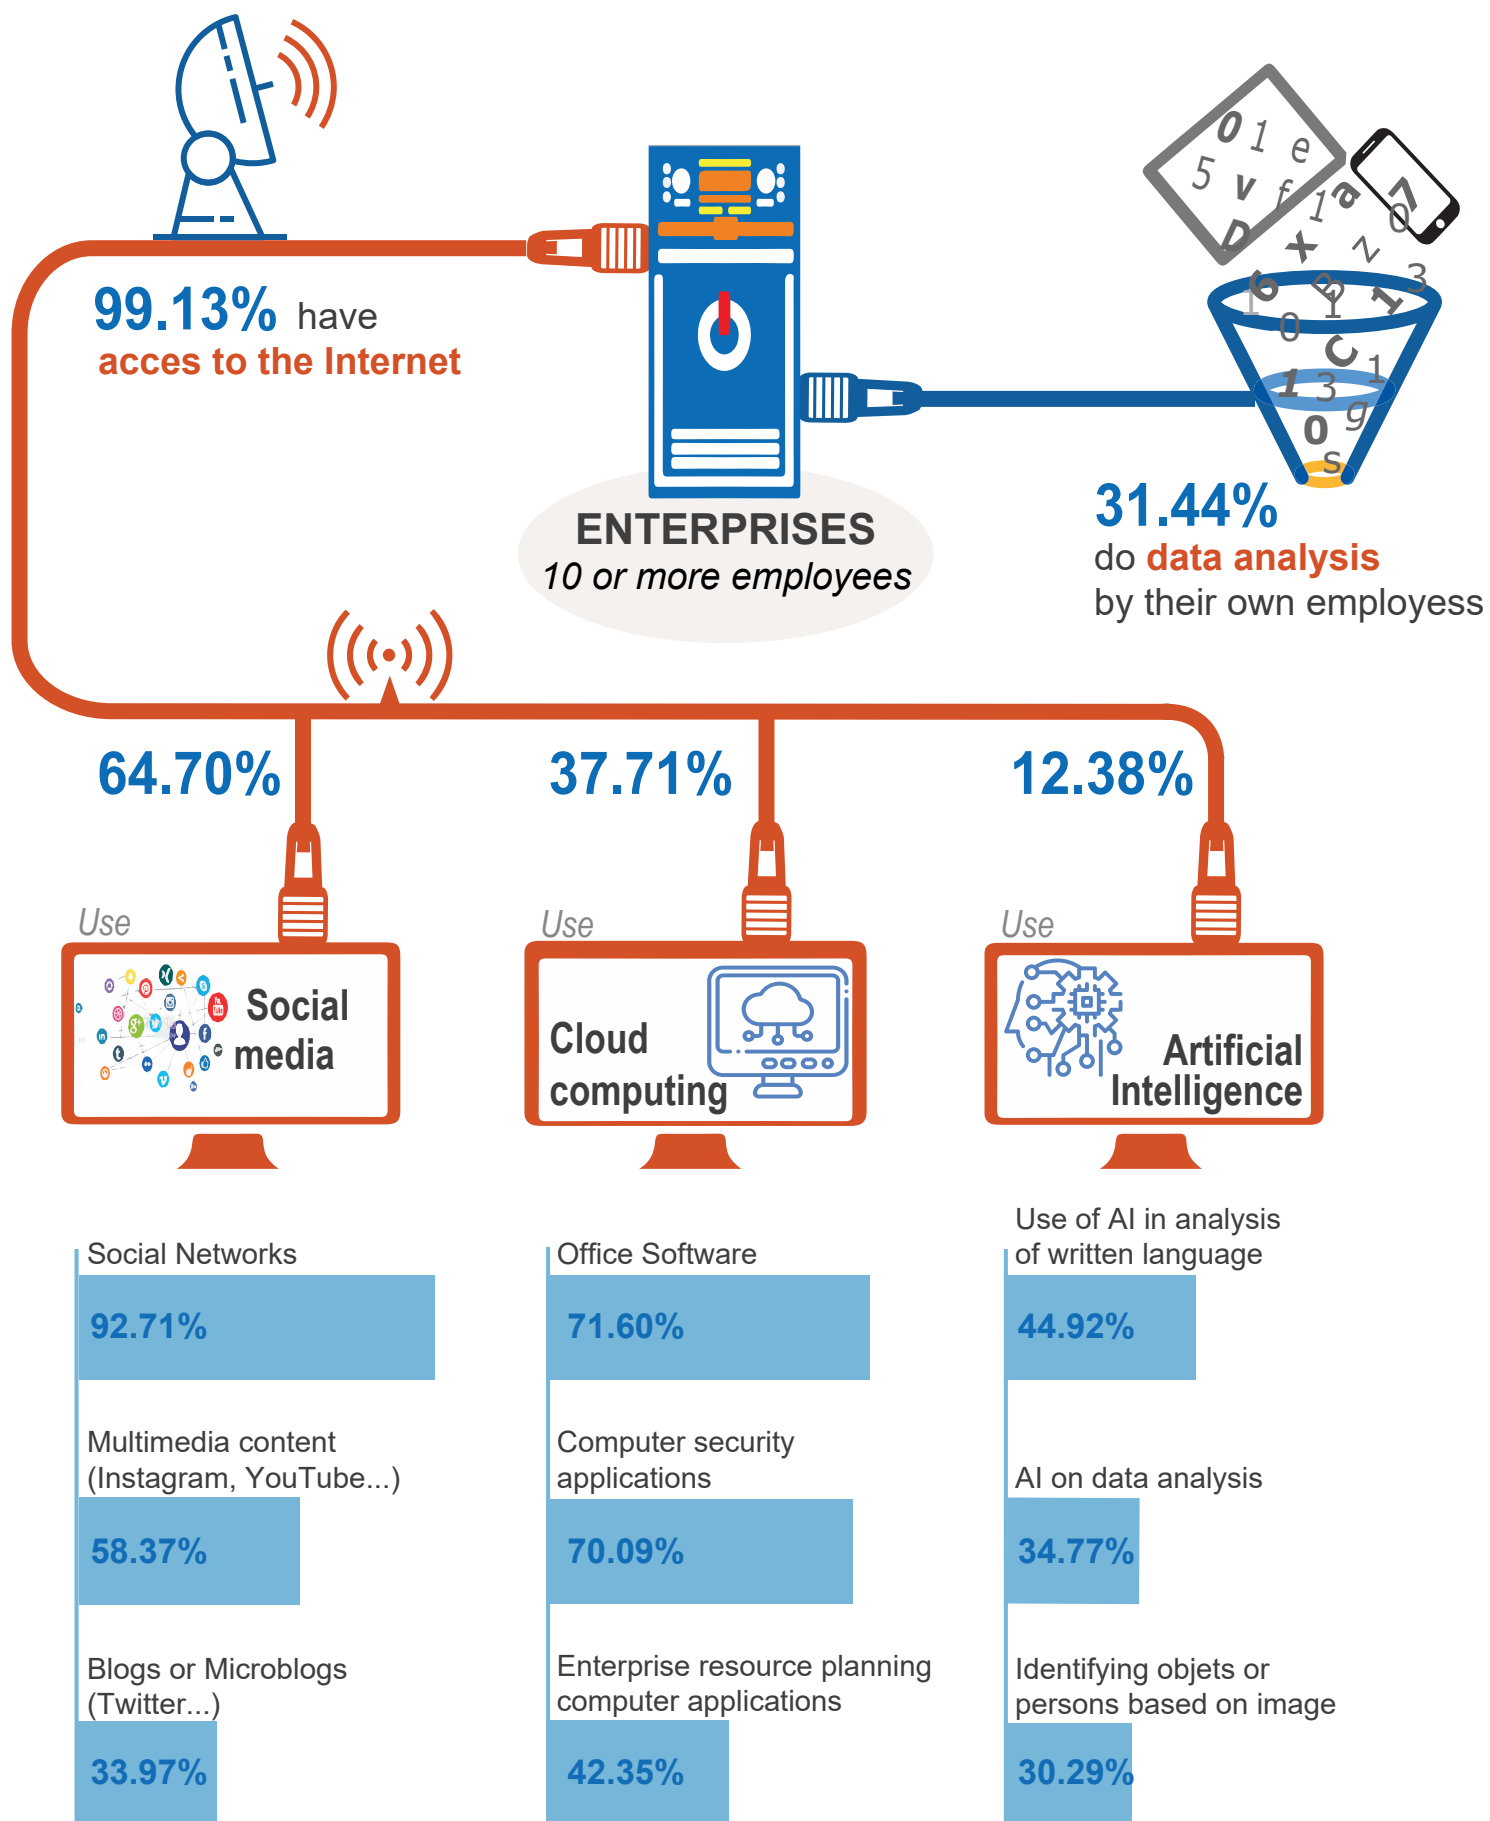 99.13% have
acces to the Internet
ENTERPRISES
10 or more employees
31.44%
do data analysis
by their own employess
64.70%
Use
Social
media
37.71%
Use
Cloud
computing
12.38%
Use
Artificial
Intelligence
Social Networks
92.71%
Multimedia content
(Instagram, YouTube...)
58.37%
Blogs or Microblogs
(Twitter...)
33.97%
Office Software
71.60%
Computer security
applications
70.09%
Enterprise resource planning
computer applications
42.35%
Use of AI in analysis
of written language
44.92%
AI on data analysis
34.77%
Identifying objets or
persons based on image
30.29%